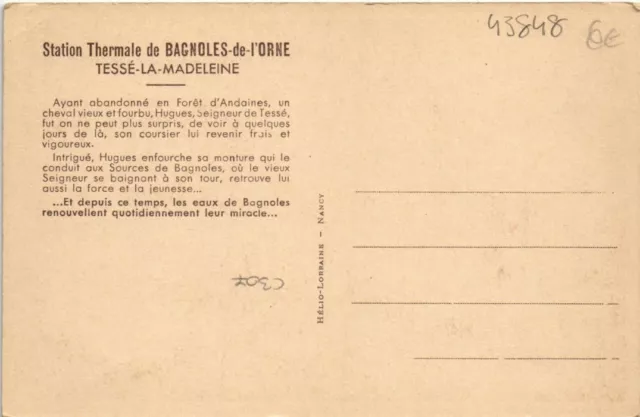 43848
6€
Station Thermale de BAGNOLES-de-l'ORNE
TESSÉ-LA-MADELEINE
Ayant abandonné en Forêt d'Andaines, un
cheval vieux et fourbu, Hugues, Seigneur de Tessé,
fut on ne peut plus surpris, de voir à quelques
jours de là, son coursier lui revenir frais et
vigoureux.
Intrigué, Hugues enfourche sa monture qui le
conduit aux Sources de Bagnoles, où le vieux
Seigneur se baignant à son tour, retrouve lui
aussi la force et la jeunesse...
...Et depuis ce temps, les eaux de Bagnoles
renouvellent quotidiennement leur miracle...
HÉLIO-LORRAINE - NANCY